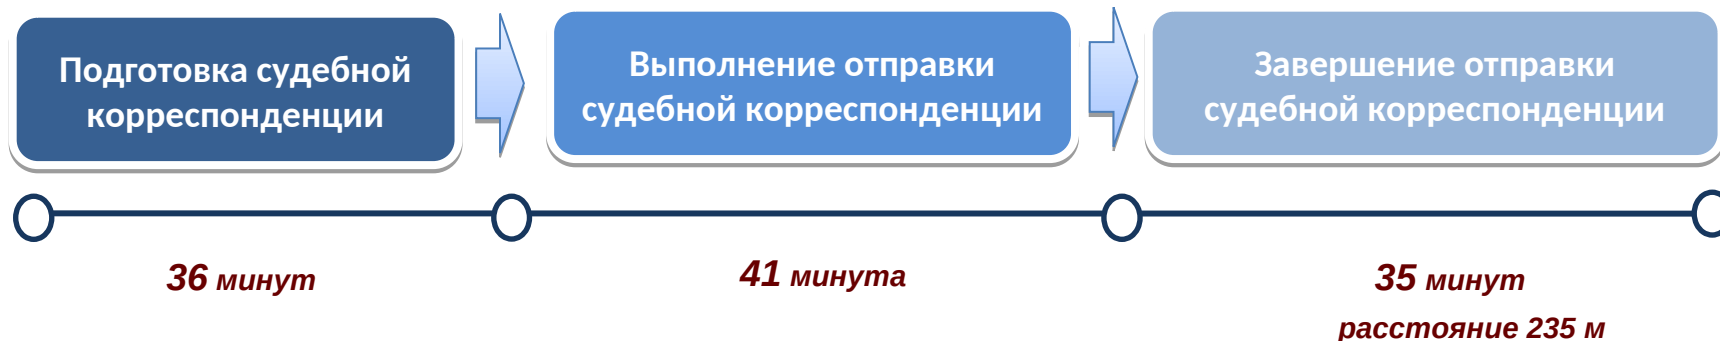 Подготовка судебной
корреспонденции
Выполнение отправки
судебной корреспонденции
Завершение отправки
судебной корреспонденции
36 минут
41 минута
35 минут
расстояние 235 м